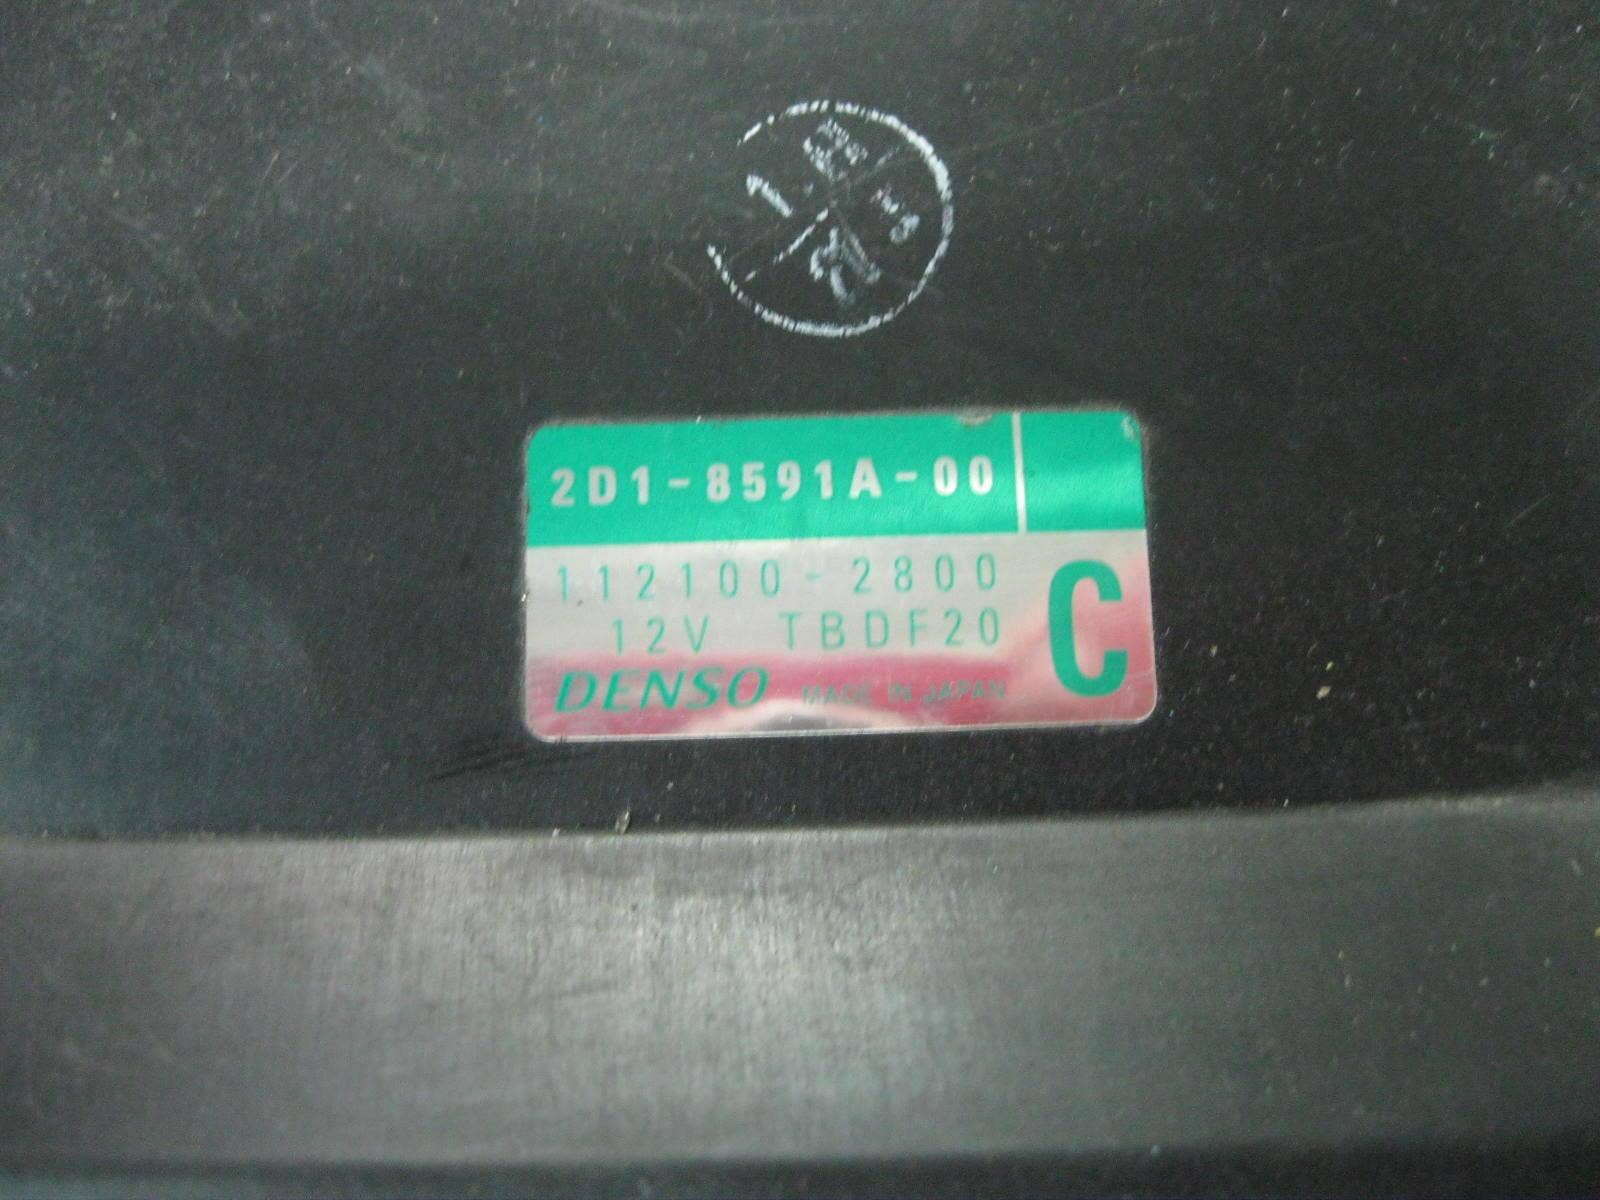 2D1-8591A-00
112100-2800
12V TBDF20
C
DENSO MADE IN JAPAN